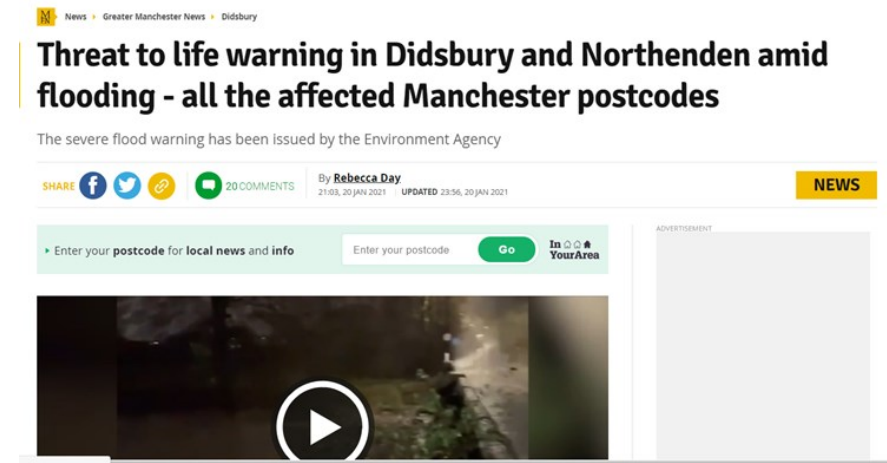 MEN News Greater Manchester News Didsbury
Threat to life warning in Didsbury and Northenden amid
flooding - all the affected Manchester postcodes
The severe flood warning has been issued by the Environment Agency
SHARE 20 COMMENTS By Rebecca Day
21:03, 20 JAN 2021 UPDATED 23:56, 20 JAN 2021
NEWS
ADVERTISEMENT
Enter your postcode for local news and info Enter your postcode Go In YourArea